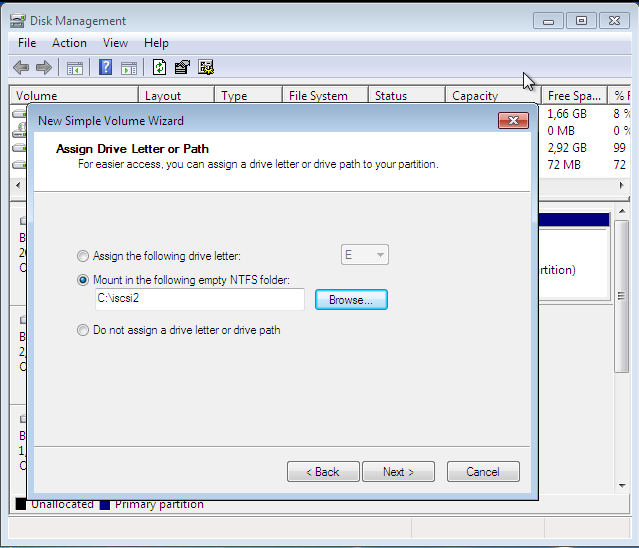 Disk Management
File Action View Help
Volume Layout Type File System Status Capacity Free Spa... %
1,66 GB 8 %
0 MB 0 %
2,92 GB 99
72 MB 72
New Simple Volume Wizard
Assign Drive Letter or Path
For easier access, you can assign a drive letter or drive path to your partition.
Assign the following drive letter: E
Mount in the following empty NTFS folder:
C:\iscsi2 Browse...
Do not assign a drive letter or drive path
< Back Next > Cancel
B
O
rtition)
B
2,
O
B
1,
O
Unallocated Primary partition